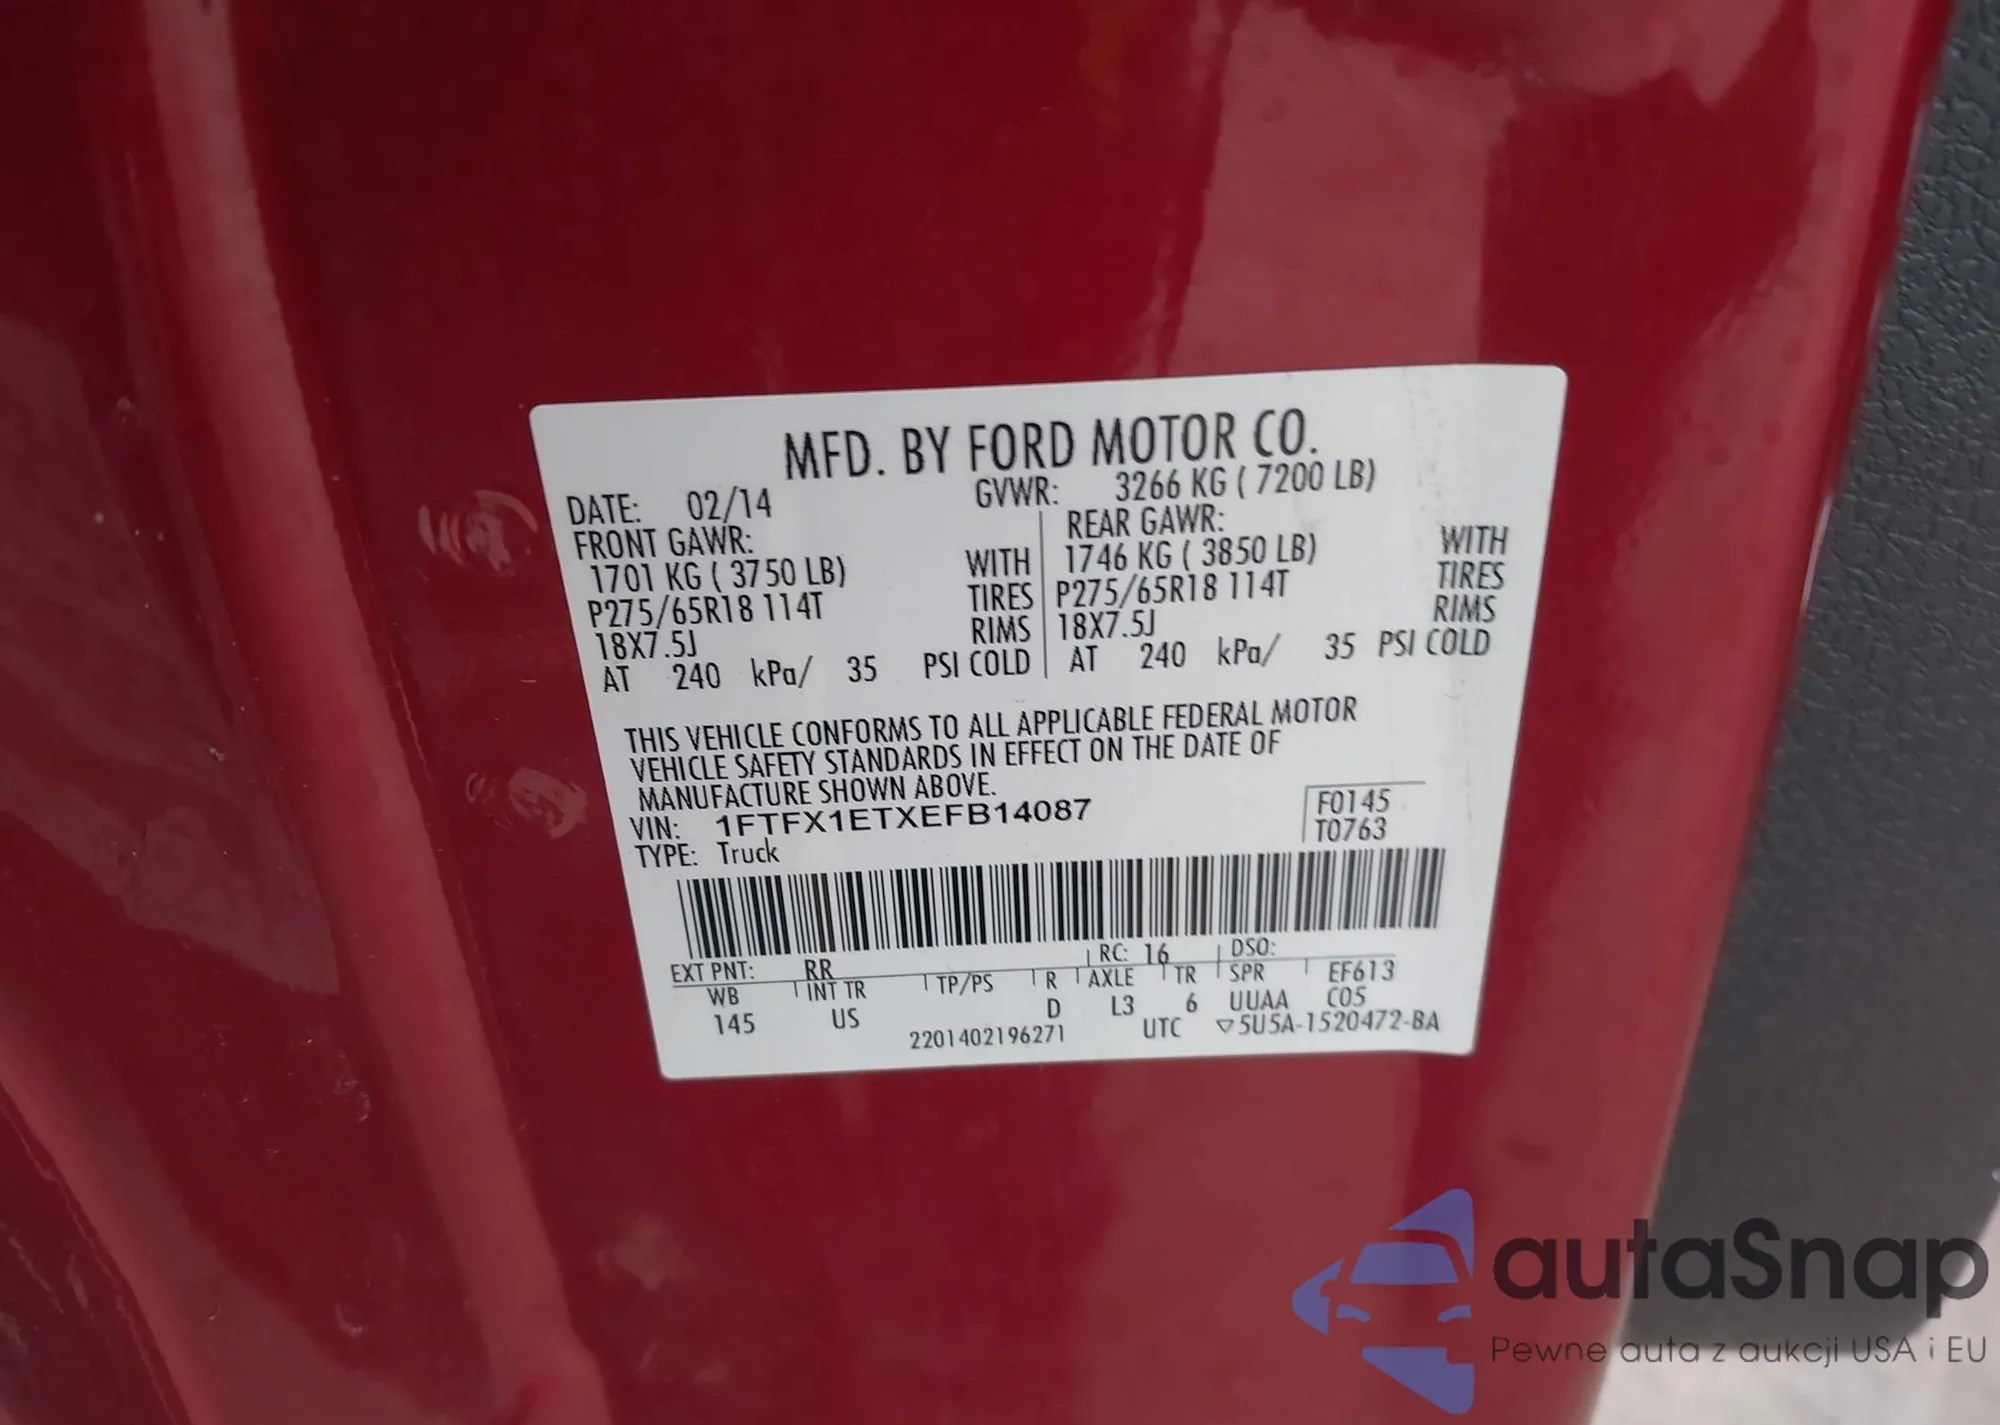 MFD. BY FORD MOTOR CO.
DATE: 02/14 GVWR: 3266 KG ( 7200 LB)
FRONT GAWR: REAR GAWR:
1701 KG ( 3750 LB) WITH 1746 KG ( 3850 LB) WITH
P275/65R18 114T TIRES P275/65R18 114T TIRES
18X7.5J RIMS 18X7.5J RIMS
AT 240 kPa/ 35 PSI COLD AT 240 kPa/ 35 PSI COLD
THIS VEHICLE CONFORMS TO ALL APPLICABLE FEDERAL MOTOR
VEHICLE SAFETY STANDARDS IN EFFECT ON THE DATE OF
MANUFACTURE SHOWN ABOVE.
VIN: 1FTFX1ETXEFB14087 F0145
TYPE: Truck T0763
EXT PNT: RR RC: 16 DSO:
WB INT TR TP/PS R AXLE TR SPR EF613
145 US D L3 6 UUAA C05
2201402196271 UTC ▽5U5A-1520472-BA
autaSnap
Pewne auta z aukcji USA i EU